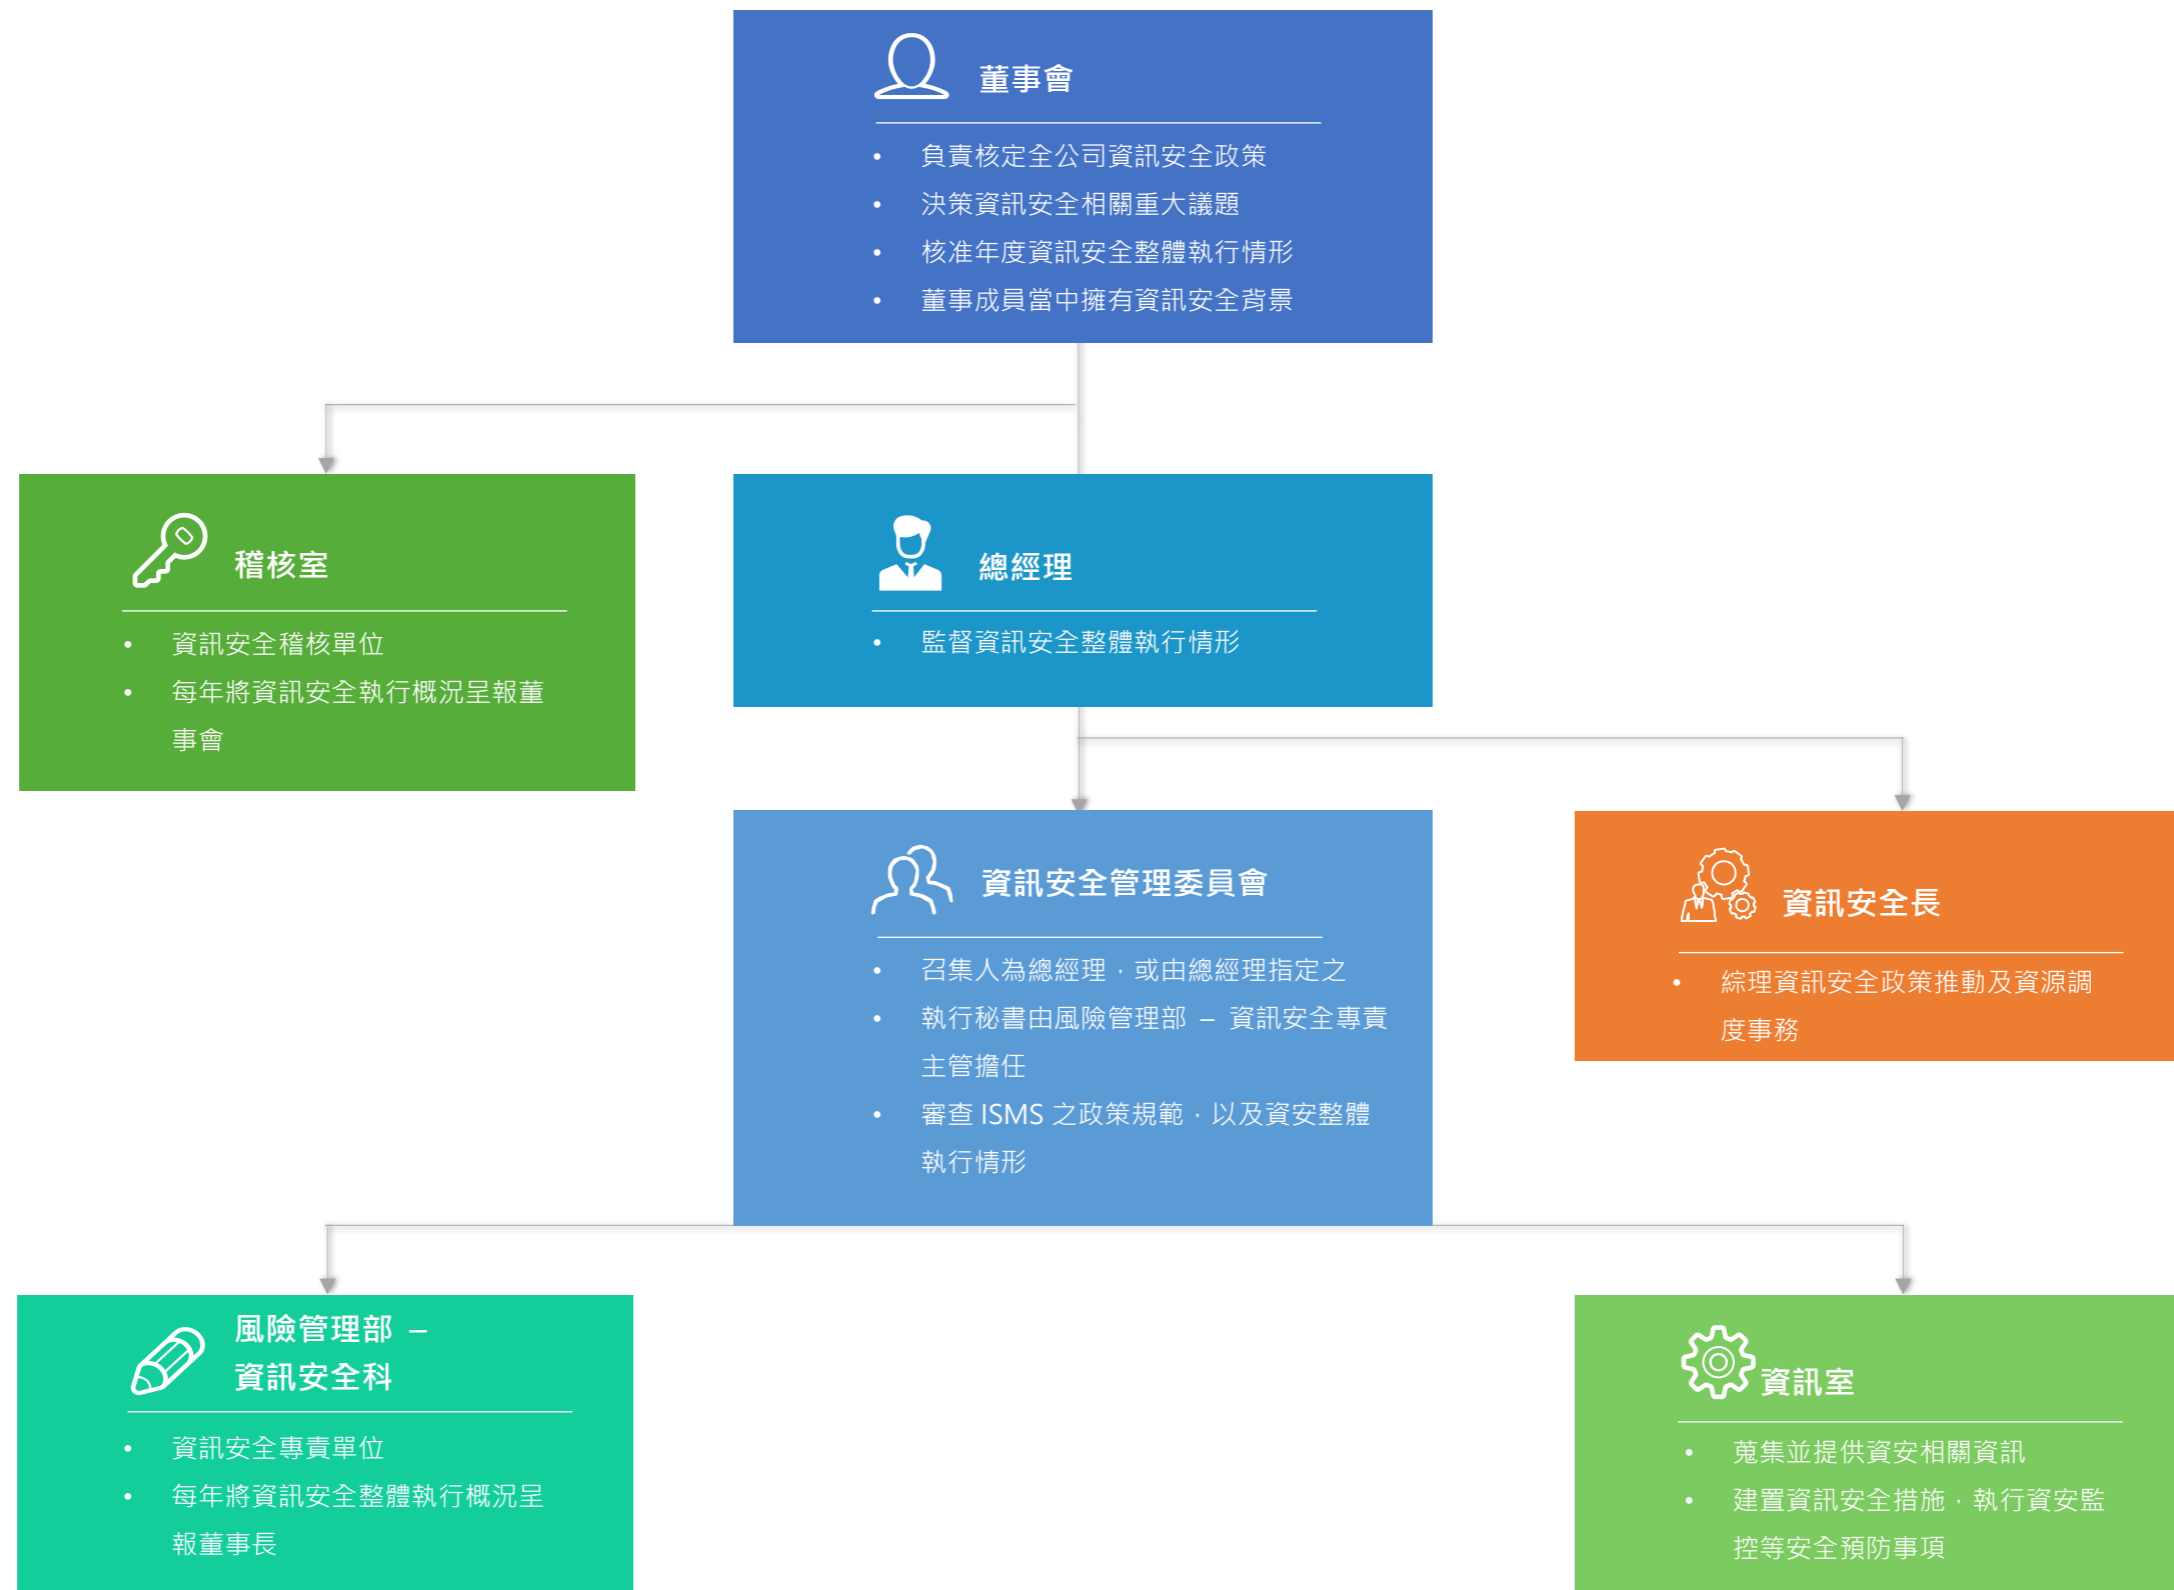 董事會
• 負責核定全公司資訊安全政策
• 決策資訊安全相關重大議題
• 核准年度資訊安全整體執行情形
• 董事成員當中擁有資訊安全背景
稽核室
• 資訊安全稽核單位
• 每年將資訊安全執行概況呈報董
事會
總經理
• 監督資訊安全整體執行情形
資訊安全管理委員會
• 召集人為總經理，或由總經理指定之
• 執行秘書由風險管理部 – 資訊安全專責
主管擔任
• 審查 ISMS 之政策規範，以及資安整體
執行情形
資訊安全長
• 綜理資訊安全政策推動及資源調
度事務
風險管理部 –
資訊安全科
• 資訊安全專責單位
• 每年將資訊安全整體執行概況呈
報董事長
資訊室
• 蒐集並提供資安相關資訊
• 建置資訊安全措施，執行資安監
控等安全預防事項